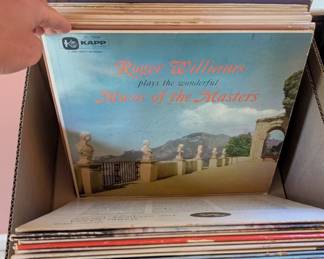 KAPP
Roger Williams
plays the wonderful
Music of the Masters